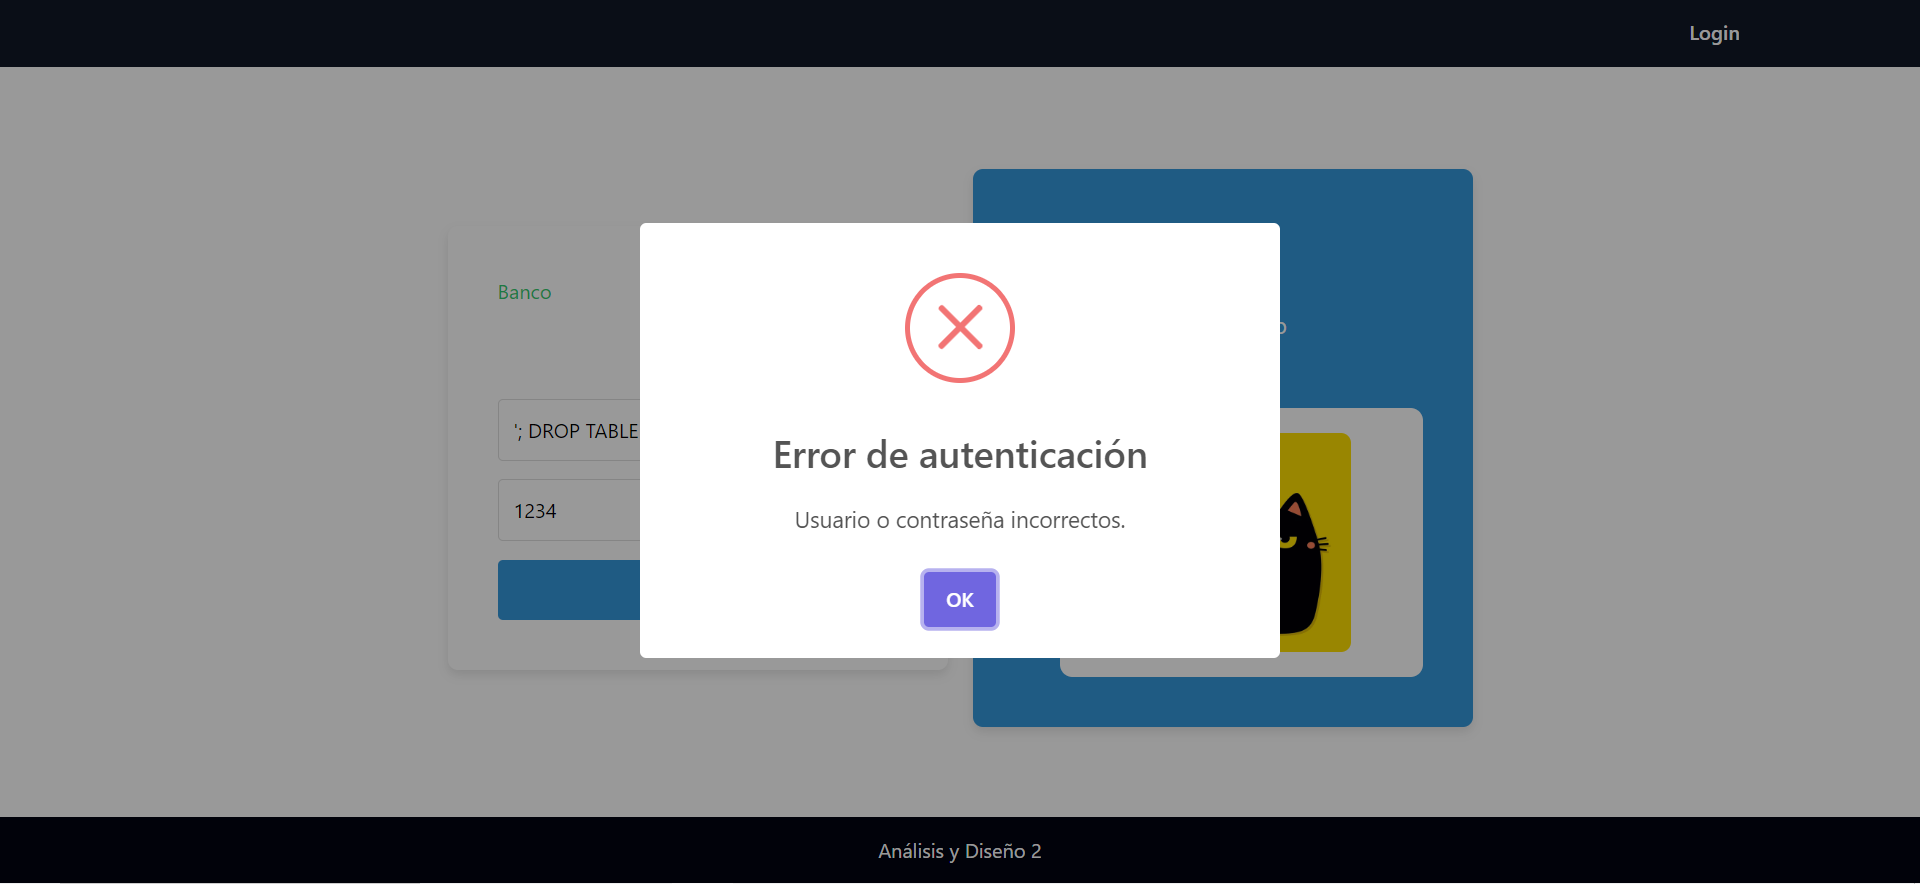 Login
Banco
'; DROP TABLE
1234
Error de autenticación
Usuario o contraseña incorrectos.
OK
Análisis y Diseño 2